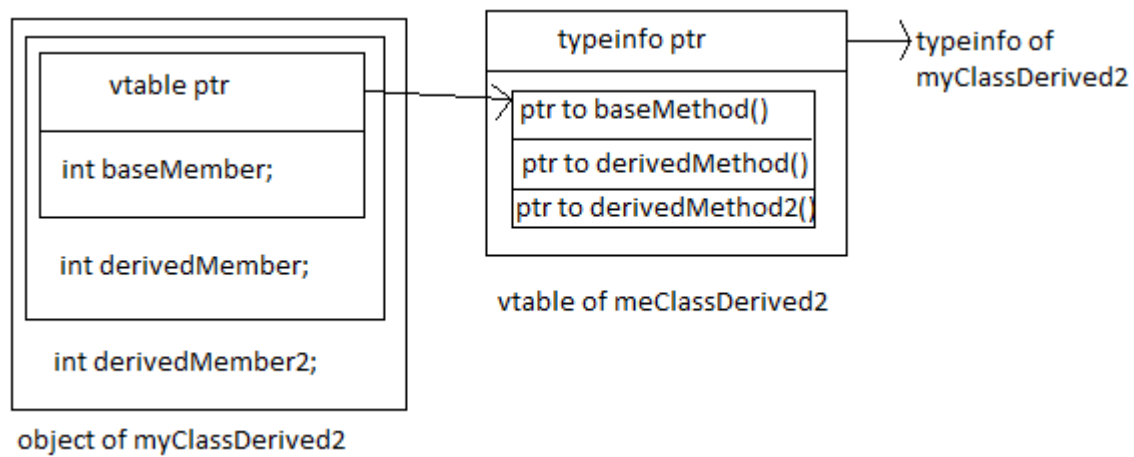 vtable ptr
int baseMember;
int derivedMember;
int derivedMember2;
object of myClassDerived2
typeinfo ptr
ptr to baseMethod()
ptr to derivedMethod()
ptr to derivedMethod2()
vtable of meClassDerived2
typeinfo of
myClassDerived2